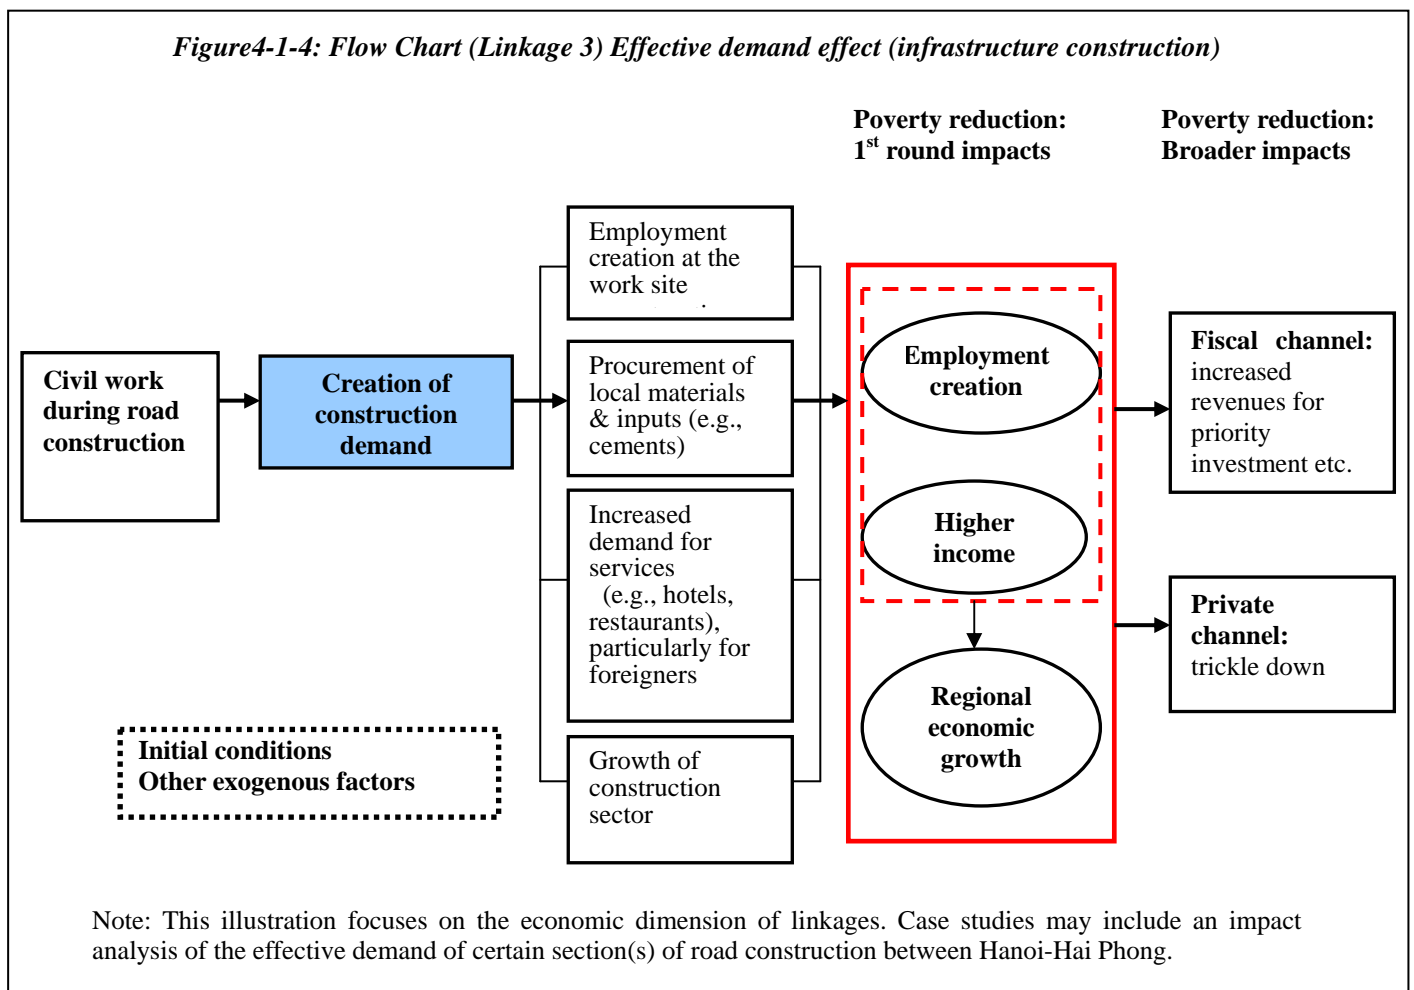 Figure4-1-4: Flow Chart (Linkage 3) Effective demand effect (infrastructure construction)
Poverty reduction:
1st round impacts
Poverty reduction:
Broader impacts
Civil work
during road
construction
Creation of
construction
demand
Employment
creation at the
work site
Procurement of
local materials
& inputs (e.g.,
cements)
Increased
demand for
services
(e.g., hotels,
restaurants),
particularly for
foreigners
Growth of
construction
sector
Employment
creation
Higher
income
Regional
economic
growth
Fiscal channel:
increased
revenues for
priority
investment etc.
Private
channel:
trickle down
Initial conditions
Other exogenous factors
Note: This illustration focuses on the economic dimension of linkages. Case studies may include an impact
analysis of the effective demand of certain section(s) of road construction between Hanoi-Hai Phong.